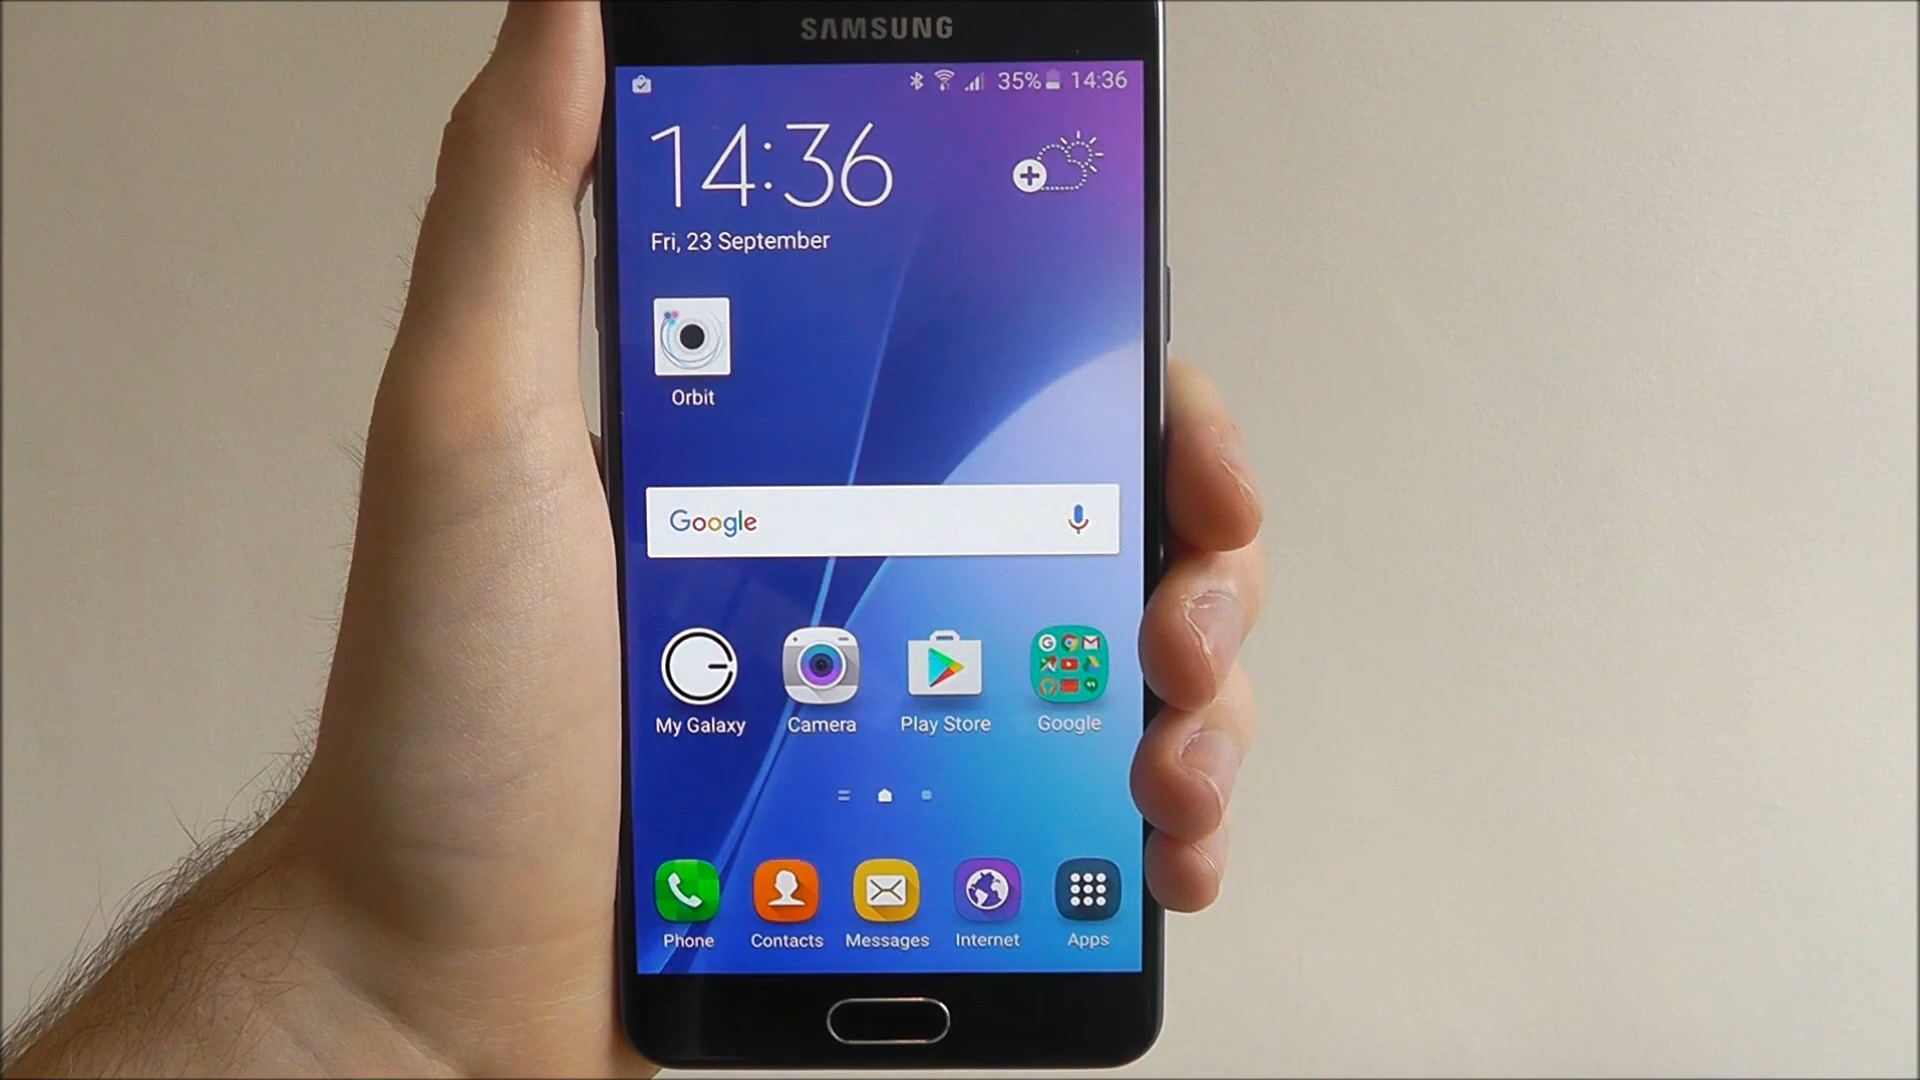 SAMSUNG
35% 14:36
14:36
Fri, 23 September
Orbit
Google
My Galaxy
Camera
Play Store
Google
Phone
Contacts
Messages
Internet
Apps